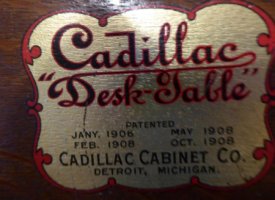 Cadillac
"Desk-Table"
PATENTED
JANY. 1906 MAY 1908
FEB. 1908 OCT. 1908
CADILLAC CABINET CO.
DETROIT, MICHIGAN.